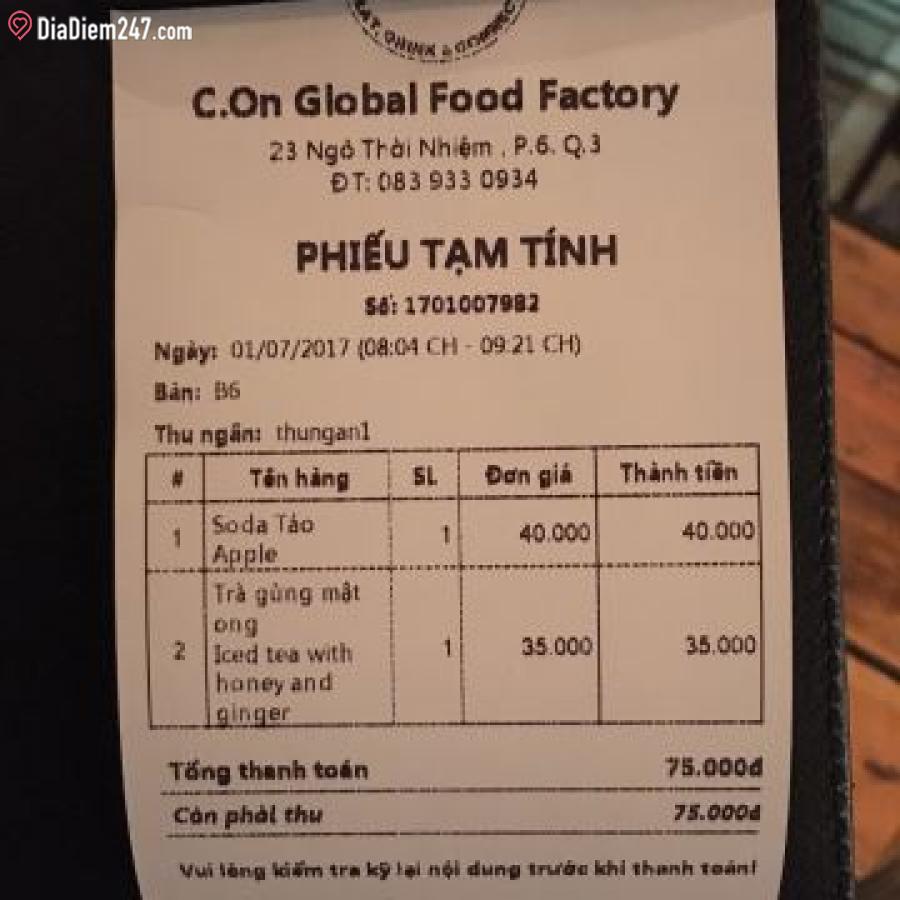 DiaDiem247.com
EAT, DRINK & CONNECT
C.On Global Food Factory
23 Ngô Thời Nhiệm , P.6. Q.3
ĐT: 083 933 0934
PHIẾU TẠM TÍNH
Số: 1701007982
Ngày: 01/07/2017 (08:04 CH - 09:21 CH)
Bàn: B6
Thu ngân: thungan1
# Tên hàng SL Đơn giá Thành tiền
1 Soda Táo 1 40.000 40.000
Apple
Trà gừng mật
ong
2 Iced tea with 1 35.000 35.000
honey and
ginger
Tổng thanh toán 75.000đ
Còn phải thu 75.000đ
Vui lòng kiểm tra kỹ lại nội dung trước khi thanh toán!